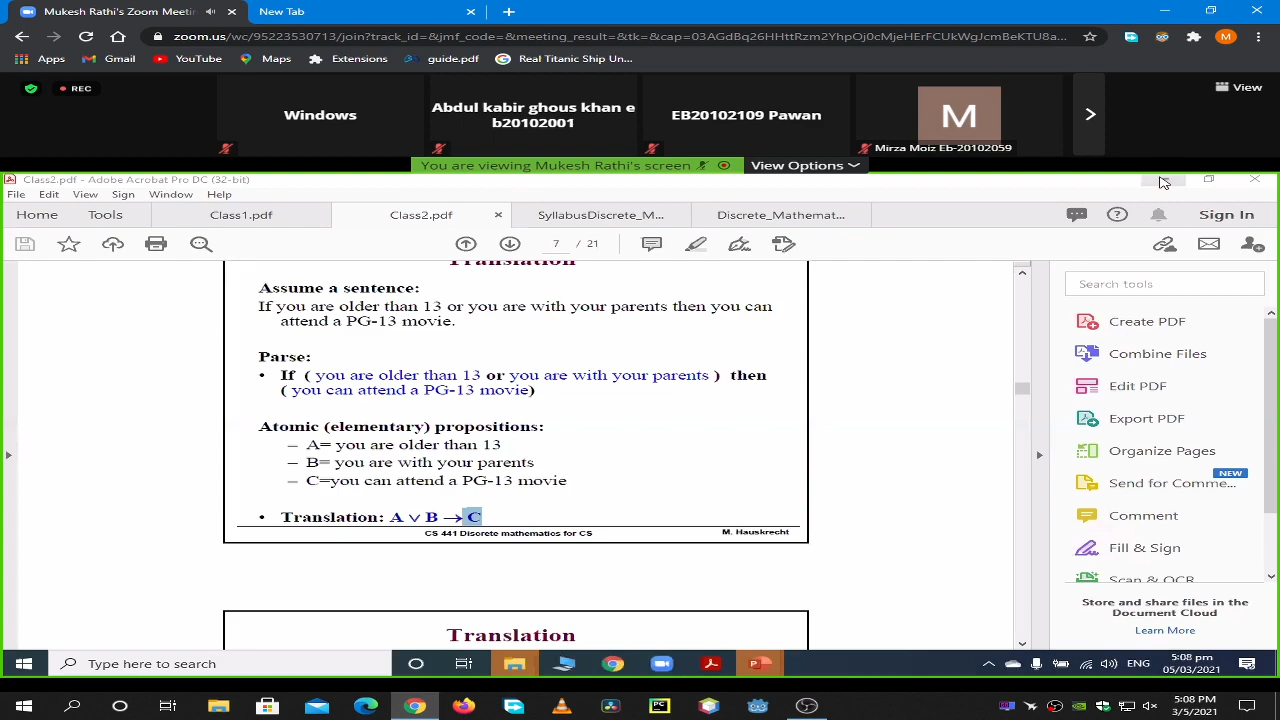 Mukesh Rathi's Zoom Meeti
New Tab
zoom.us/wc/95223530713/join?track_id=&jmf_code=&meeting_result=&tk=&cap=03AGdBq26HHttRzm2YhpOj0cMjeHErFCUkWgJcmBeKTU8a...
M
Apps
Gmail
YouTube
Maps
Extensions
guide.pdf
Real Titanic Ship Un...
REC
Windows
Abdul kabir ghous khan e
b20102001
EB20102109 Pawan
M
Mirza Moiz Eb-20102059
View
You are viewing Mukesh Rathi's screen
View Options
Class2.pdf - Adobe Acrobat Pro DC (32-bit)
File Edit View Sign Window Help
Home
Tools
Class1.pdf
Class2.pdf
SyllabusDiscrete_M...
Discrete_Mathemat...
Sign In
7 / 21
Translation
Assume a sentence:
If you are older than 13 or you are with your parents then you can
attend a PG-13 movie.
Parse:
• If ( you are older than 13 or you are with your parents ) then
( you can attend a PG-13 movie)
Atomic (elementary) propositions:
– A= you are older than 13
– B= you are with your parents
– C=you can attend a PG-13 movie
• Translation: A ∨ B → C
CS 441 Discrete mathematics for CS
M. Hauskrecht
Translation
Search tools
Create PDF
Combine Files
Edit PDF
Export PDF
Organize Pages
NEW
Send for Comme...
Comment
Fill & Sign
Scan & OCR
Store and share files in the
Document Cloud
Learn More
Type here to search
ENG
5:08 pm
05/03/2021
5:08 PM
3/5/2021